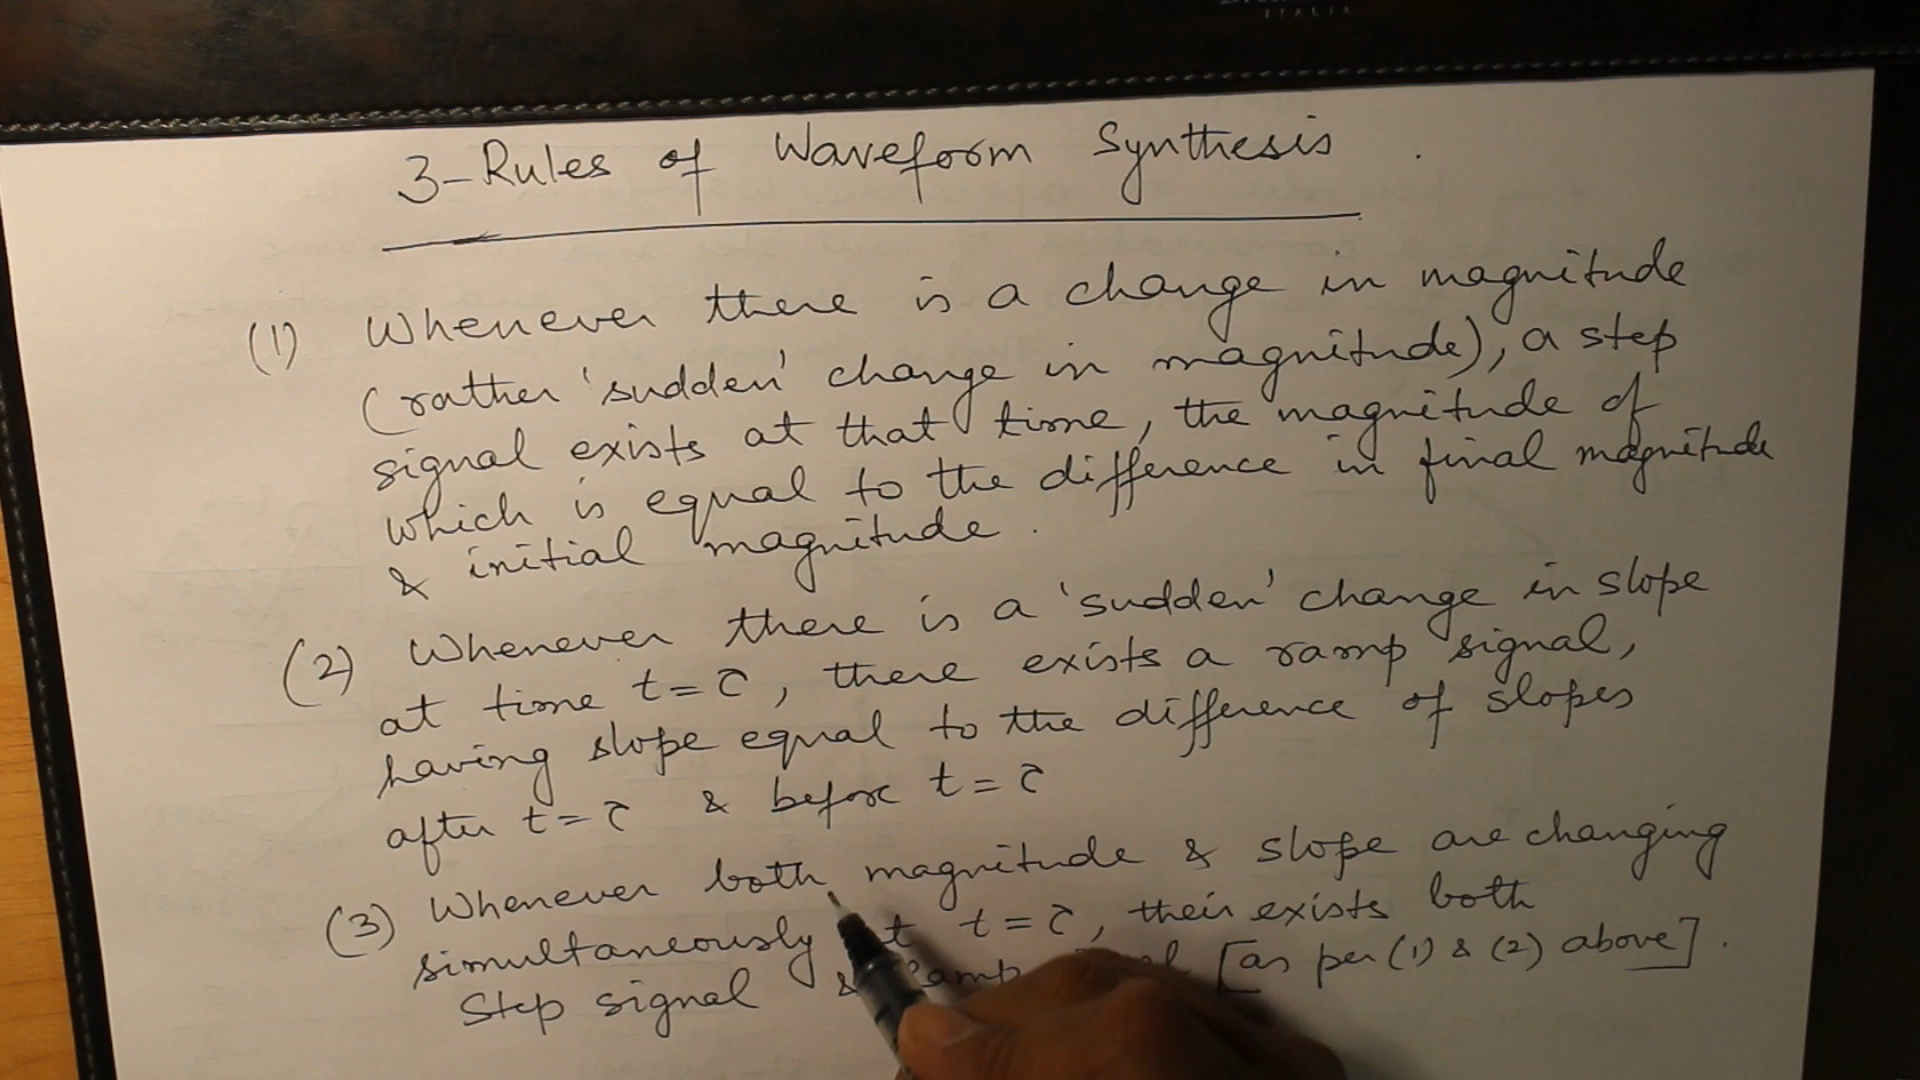 ITALIA
3-Rules of Waveform Synthesis .
(1) Whenever there is a change in magnitude
(rather 'sudden' change in magnitude), a step
signal exists at that time, the magnitude of
which is equal to the difference in final magnitude
& initial magnitude.
(2) Whenever there is a 'sudden' change in slope
at time t=τ, there exists a ramp signal,
having slope equal to the difference of slopes
after t=τ & before t=τ
(3) Whenever both magnitude & slope are changing
simultaneously t t=τ, their exists both
Step signal & ramp [as per (1) & (2) above].